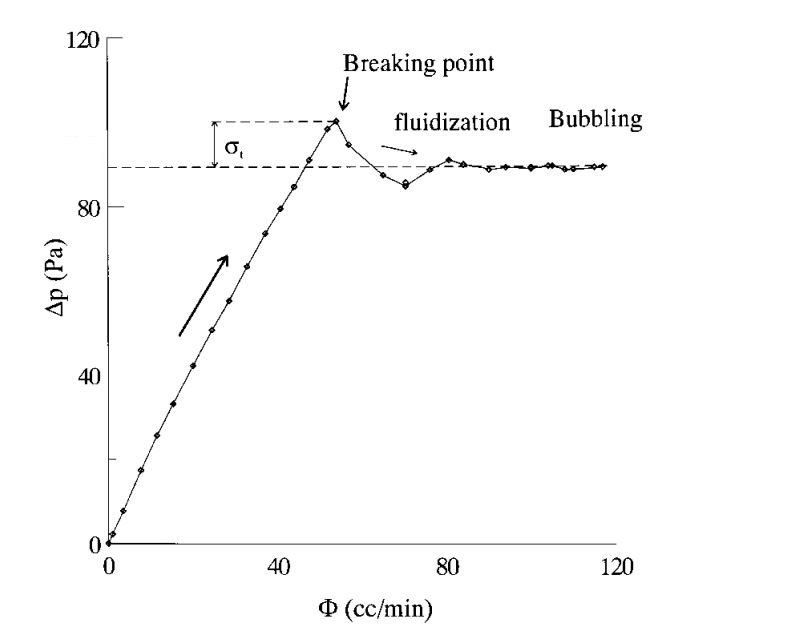 120
Breaking point
fluidization
Bubbling
σt
80
Δp (Pa)
40
0
0
40
80
120
Φ (cc/min)